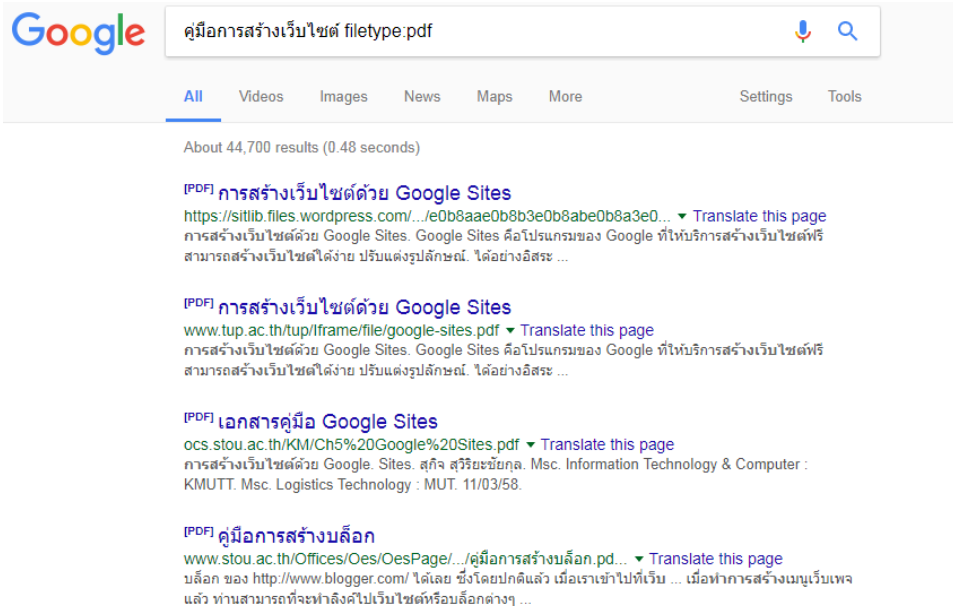 Google
คู่มือการสร้างเว็บไซต์ filetype:pdf
All Videos Images News Maps More Settings Tools
About 44,700 results (0.48 seconds)
[PDF] การสร้างเว็บไซต์ด้วย Google Sites
https://sitlib.files.wordpress.com/.../e0b8aae0b8b3e0b8abe0b8a3e0... ▼ Translate this page
การสร้างเว็บไซต์ด้วย Google Sites. Google Sites คือโปรแกรมของ Google ที่ให้บริการสร้างเว็บไซต์ฟรี
สามารถสร้างเว็บไซต์ได้ง่าย ปรับแต่งรูปลักษณ์. ได้อย่างอิสระ ...
[PDF] การสร้างเว็บไซต์ด้วย Google Sites
www.tup.ac.th/tup/Iframe/file/google-sites.pdf ▼ Translate this page
การสร้างเว็บไซต์ด้วย Google Sites. Google Sites คือโปรแกรมของ Google ที่ให้บริการสร้างเว็บไซต์ฟรี
สามารถสร้างเว็บไซต์ได้ง่าย ปรับแต่งรูปลักษณ์. ได้อย่างอิสระ ...
[PDF] เอกสารคู่มือ Google Sites
ocs.stou.ac.th/KM/Ch5%20Google%20Sites.pdf ▼ Translate this page
การสร้างเว็บไซต์ด้วย Google. Sites. สุกิจ สุวิริยะชัยกุล. Msc. Information Technology & Computer :
KMUTT. Msc. Logistics Technology : MUT. 11/03/58.
[PDF] คู่มือการสร้างบล็อก
www.stou.ac.th/Offices/Oes/OesPage/.../คู่มือการสร้างบล็อก.pd... ▼ Translate this page
บล็อก ของ http://www.blogger.com/ ได้เลย ซึ่งโดยปกติแล้ว เมื่อเราเข้าไปที่เว็บ ... เมื่อทำการสร้างเมนูเว็บเพจ
แล้ว ท่านสามารถที่จะทำลิงค์ไปเว็บไซต์หรือบล็อกต่างๆ ...